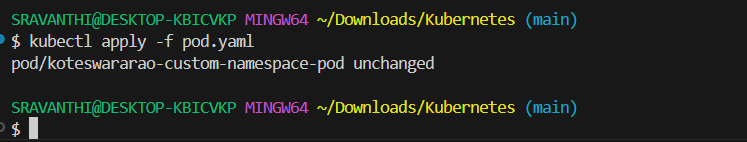 SRAVANTHI@DESKTOP-KBICVKP MINGW64 ~/Downloads/Kubernetes (main)
$ kubectl apply -f pod.yaml
pod/koteswararao-custom-namespace-pod unchanged
SRAVANTHI@DESKTOP-KBICVKP MINGW64 ~/Downloads/Kubernetes (main)
$